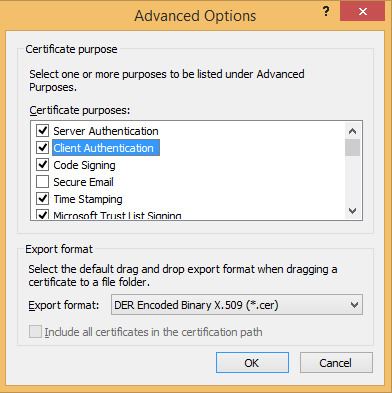 Advanced Options
?
Certificate purpose
Select one or more purposes to be listed under Advanced
Purposes.
Certificate purposes:
Server Authentication
Client Authentication
Code Signing
Secure Email
Time Stamping
Microsoft Trust List Signing
Export format
Select the default drag and drop export format when dragging a
certificate to a file folder.
Export format: DER Encoded Binary X.509 (*.cer)
Include all certificates in the certification path
OK Cancel